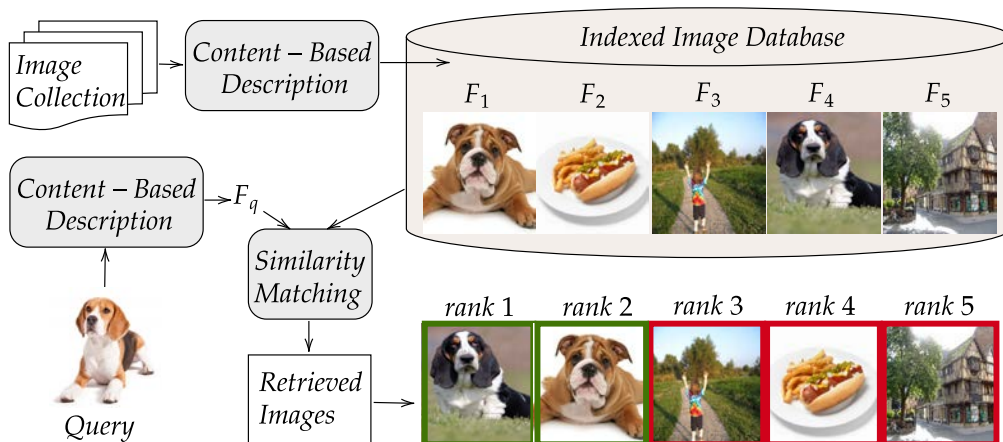 Image
Collection
Content – Based
Description
Indexed Image Database
F₁ F₂ F₃ F₄ F₅
Content – Based
Description
F_q
Similarity
Matching
Query
Retrieved
Images
rank 1 rank 2 rank 3 rank 4 rank 5